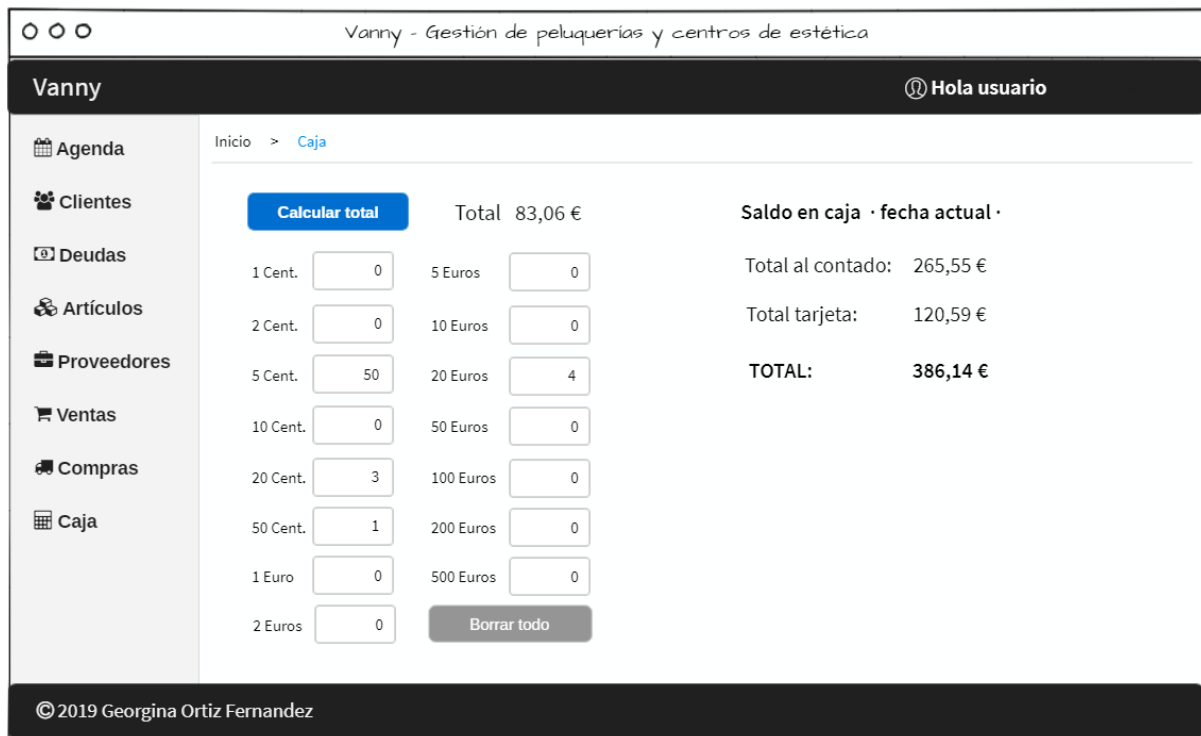 Vanny - Gestión de peluquerías y centros de estética
Vanny
Hola usuario
Agenda
Clientes
Deudas
Artículos
Proveedores
Ventas
Compras
Caja
Inicio > Caja
Calcular total Total 83,06 €
1 Cent. 0 5 Euros 0
2 Cent. 0 10 Euros 0
5 Cent. 50 20 Euros 4
10 Cent. 0 50 Euros 0
20 Cent. 3 100 Euros 0
50 Cent. 1 200 Euros 0
1 Euro 0 500 Euros 0
2 Euros 0 Borrar todo
Saldo en caja · fecha actual ·
Total al contado: 265,55 €
Total tarjeta: 120,59 €
TOTAL: 386,14 €
© 2019 Georgina Ortiz Fernandez